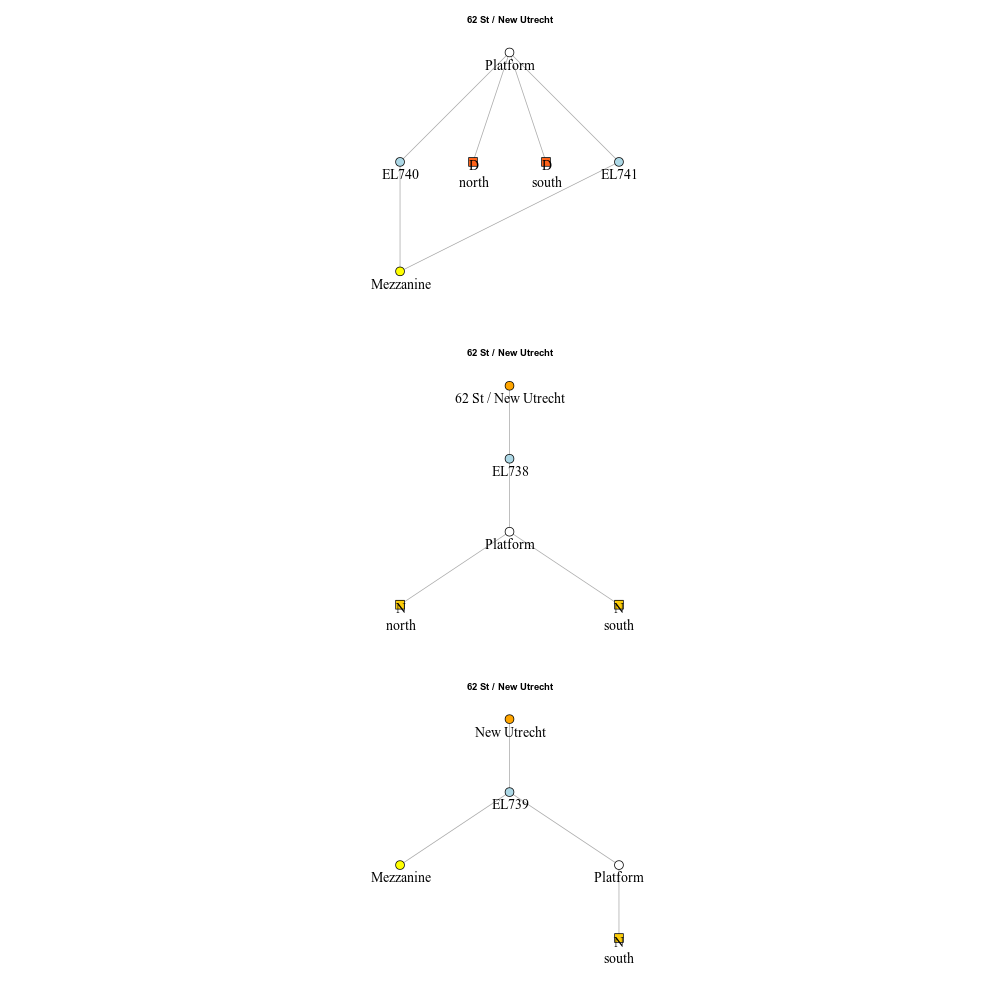 62 St / New Utrecht
Platform
EL740
D
north
D
south
EL741
Mezzanine
62 St / New Utrecht
62 St / New Utrecht
EL738
Platform
N
north
N
south
62 St / New Utrecht
New Utrecht
EL739
Mezzanine
Platform
N
south